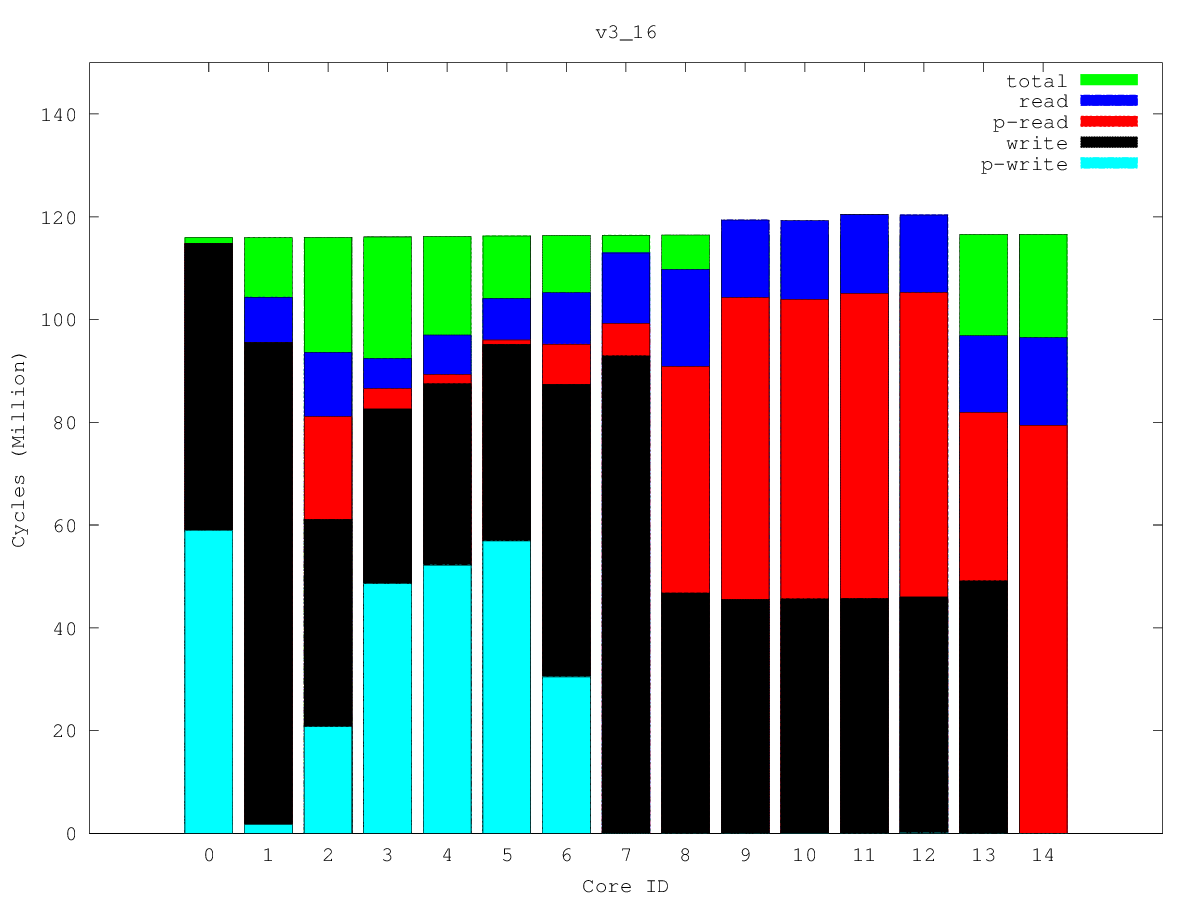 v3_16
total
read
p-read
write
p-write
140
120
100
80
60
40
20
0
Cycles (Million)
0 1 2 3 4 5 6 7 8 9 10 11 12 13 14
Core ID